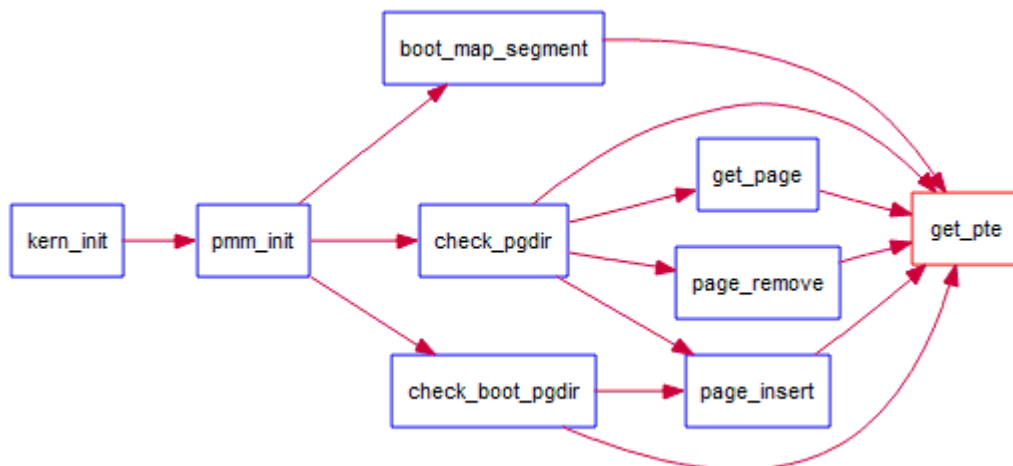 boot_map_segment
get_page
kern_init
pmm_init
check_pgdir
get_pte
page_remove
check_boot_pgdir
page_insert